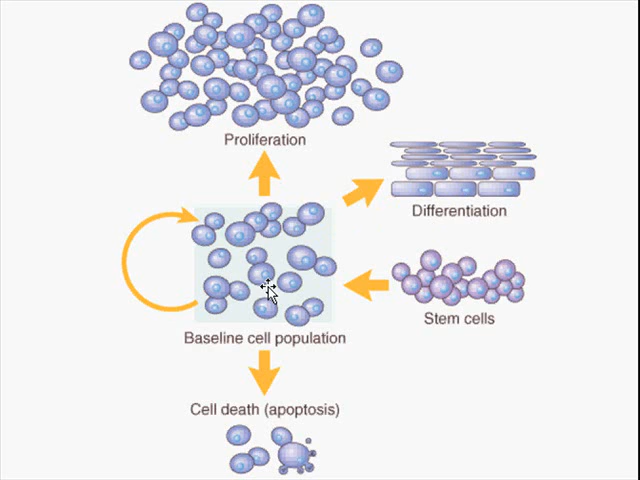 Proliferation
Differentiation
Stem cells
Baseline cell population
Cell death (apoptosis)